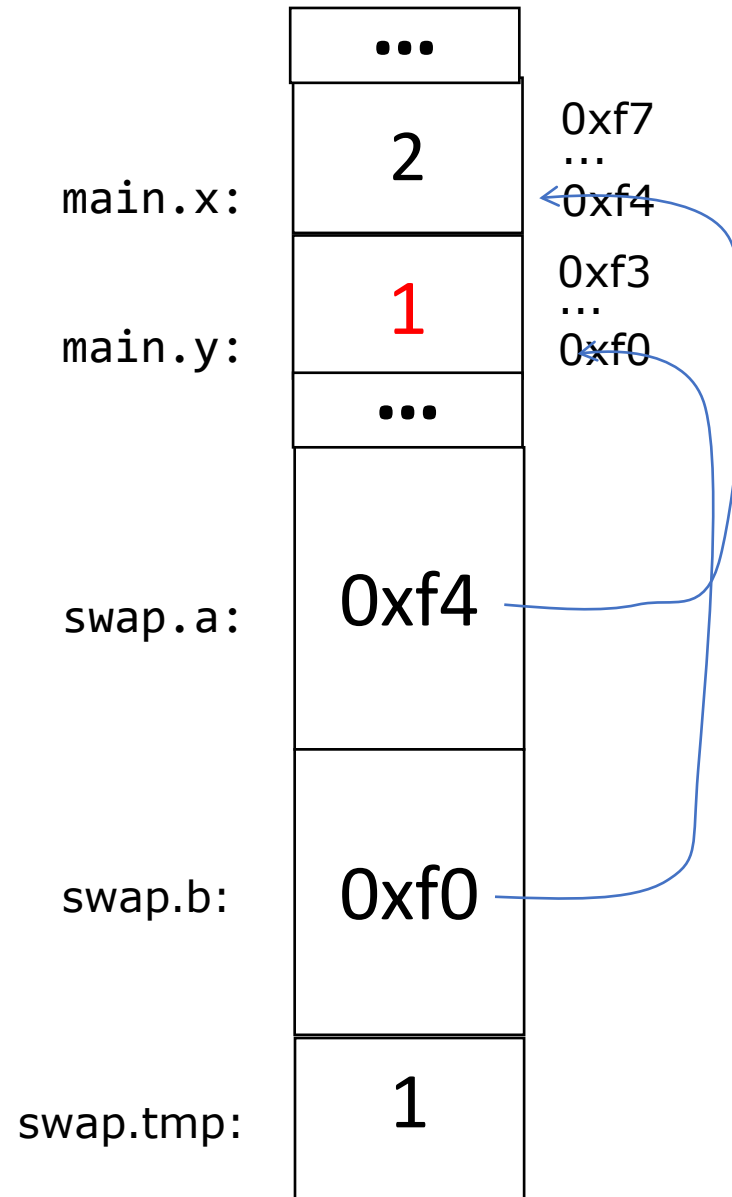 ...
2
0xf7
...
main.x:
0xf4
1
0xf3
...
main.y:
0xf0
...
swap.a:
0xf4
swap.b:
0xf0
swap.tmp:
1